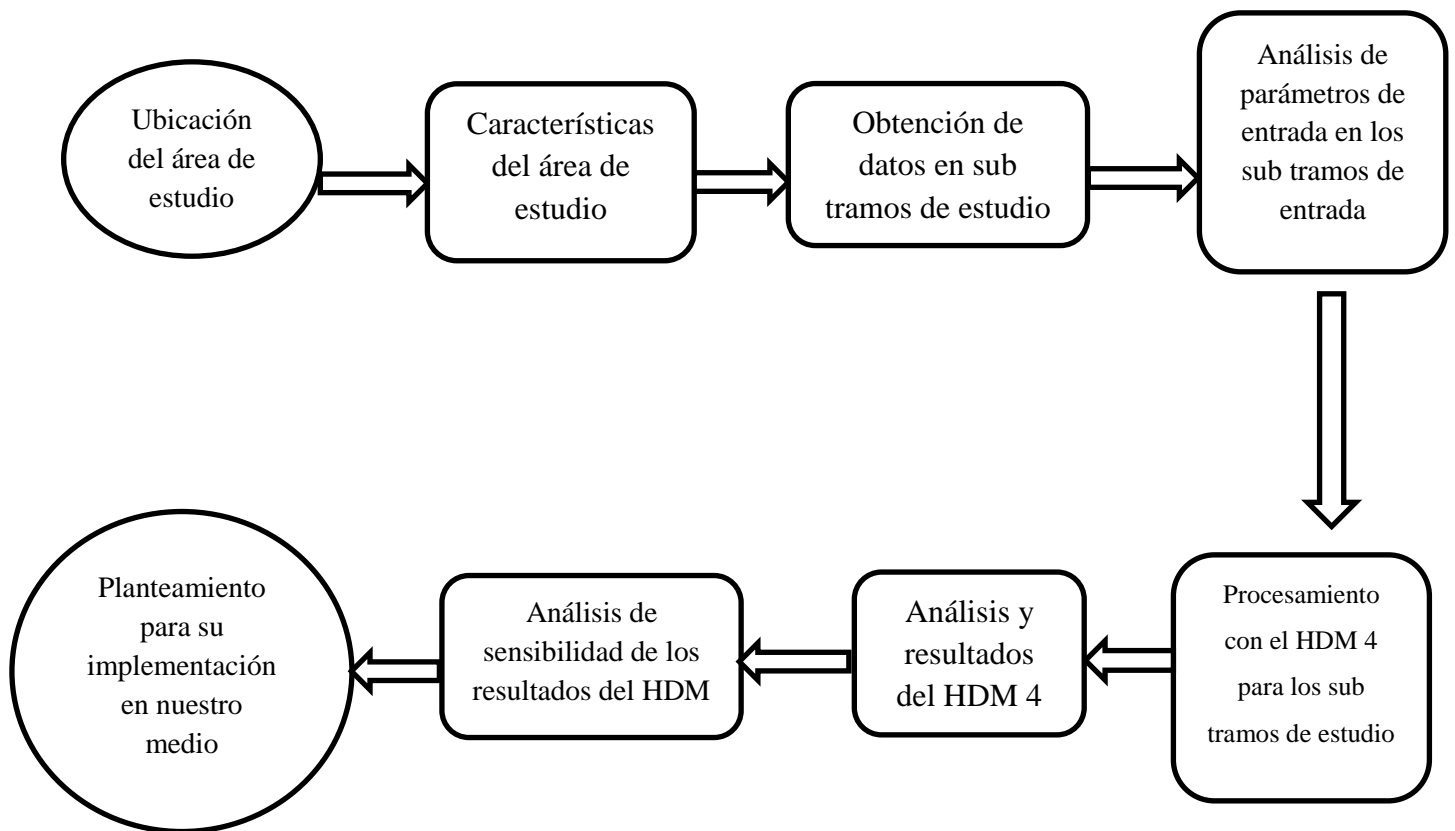 Ubicación
del área de
estudio
Características
del área de
estudio
Obtención de
datos en sub
tramos de estudio
Análisis de
parámetros de
entrada en los
sub tramos de
entrada
Procesamiento
con el HDM 4
para los sub
tramos de estudio
Análisis y
resultados
del HDM 4
Análisis de
sensibilidad de los
resultados del HDM
Planteamiento
para su
implementación
en nuestro
medio